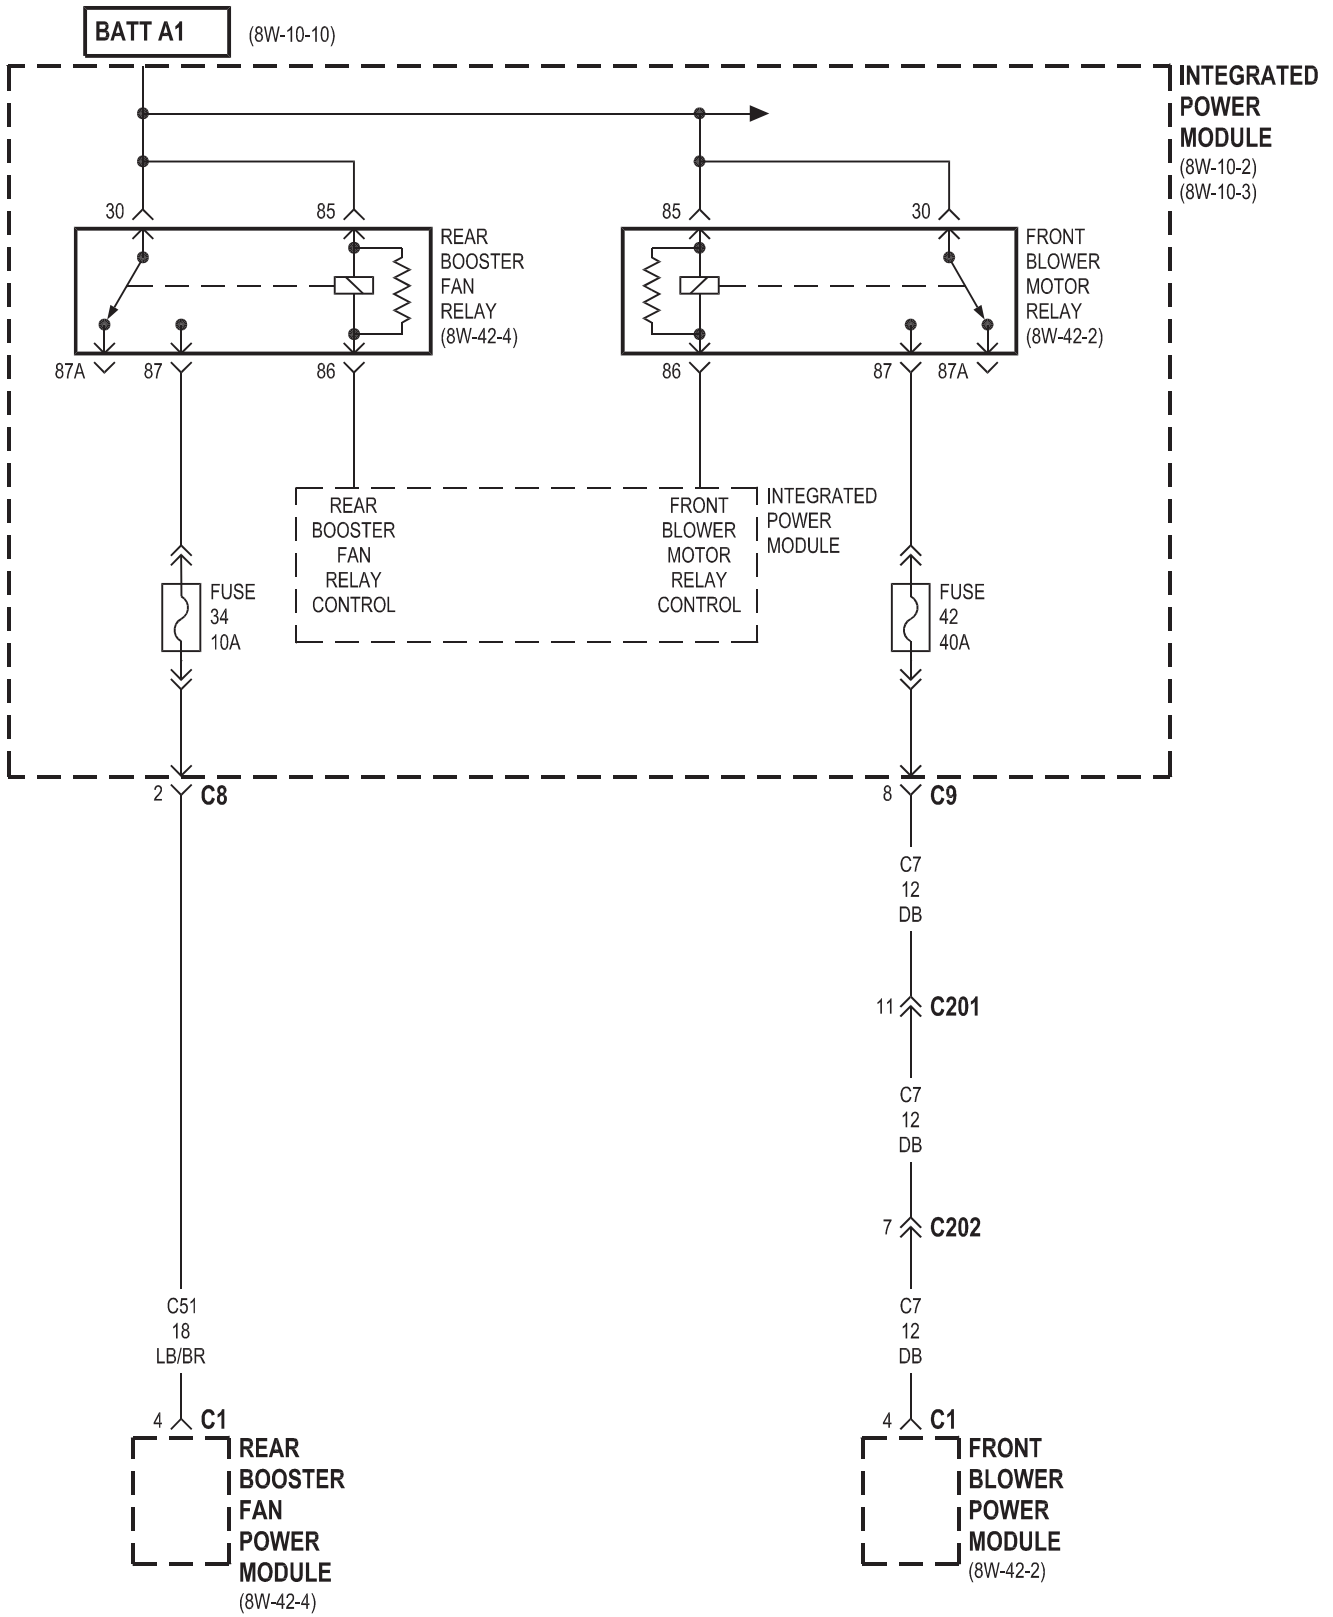 BATT A1
(8W-10-10)
INTEGRATED
POWER
MODULE
(8W-10-2)
(8W-10-3)
30
85
85
30
REAR
BOOSTER
FAN
RELAY
(8W-42-4)
FRONT
BLOWER
MOTOR
RELAY
(8W-42-2)
87A
87
86
86
87
87A
REAR
BOOSTER
FAN
RELAY
CONTROL
FRONT
BLOWER
MOTOR
RELAY
CONTROL
INTEGRATED
POWER
MODULE
FUSE
34
10A
FUSE
42
40A
2
C8
8
C9
C7
12
DB
11
C201
C7
12
DB
7
C202
C51
18
LB/BR
C7
12
DB
4
C1
4
C1
REAR
BOOSTER
FAN
POWER
MODULE
(8W-42-4)
FRONT
BLOWER
POWER
MODULE
(8W-42-2)